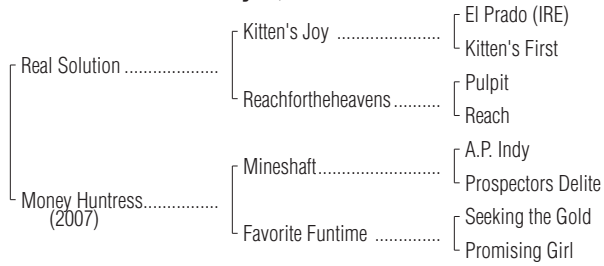 El Prado (IRE)
Kitten's Joy ......................
Kitten's First
Real Solution ....................
Pulpit
Reachfortheheavens..........
Reach
A.P. Indy
Mineshaft..........................
Prospectors Delite
Money Huntress................
(2007)
Seeking the Gold
Favorite Funtime ..............
Promising Girl